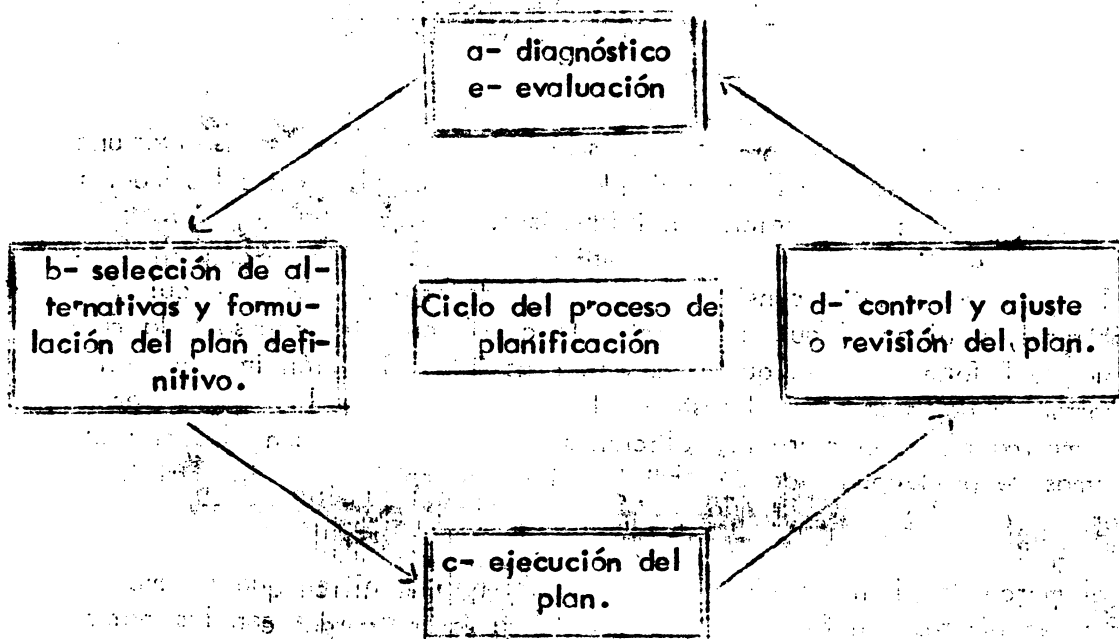 a- diagnóstico
e- evaluación
b- selección de al-
ternativas y formu-
lación del plan defi-
nitivo.
Ciclo del proceso de
planificación
d- control y ajuste
o revisión del plan.
c- ejecución del
plan.